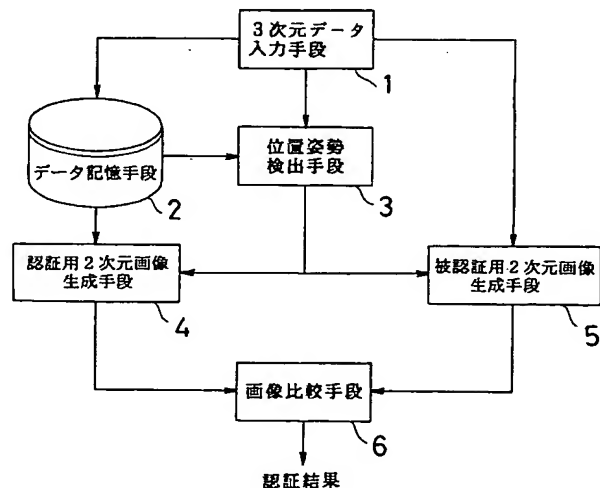 3次元データ
入力手段
1
データ記憶手段
2
位置姿勢
検出手段
3
認証用2次元画像
生成手段
4
被認証用2次元画像
生成手段
5
画像比較手段
6
認証結果